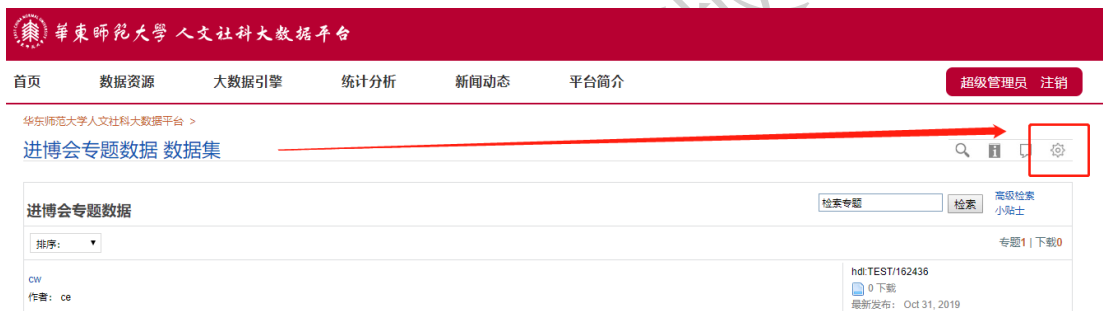 華東師範大學 人文社科大数据平台
首页 数据资源 大数据引擎 统计分析 新闻动态 平台简介 超级管理员 注销
华东师范大学人文社科大数据平台 >
进博会专题数据 数据集
进博会专题数据 检索专题 检索 高级检索
小贴士
排序: 专题1 | 下载0
cw hdl:TEST/162436
作者: ce 0 下载
最新发布: Oct 31, 2019